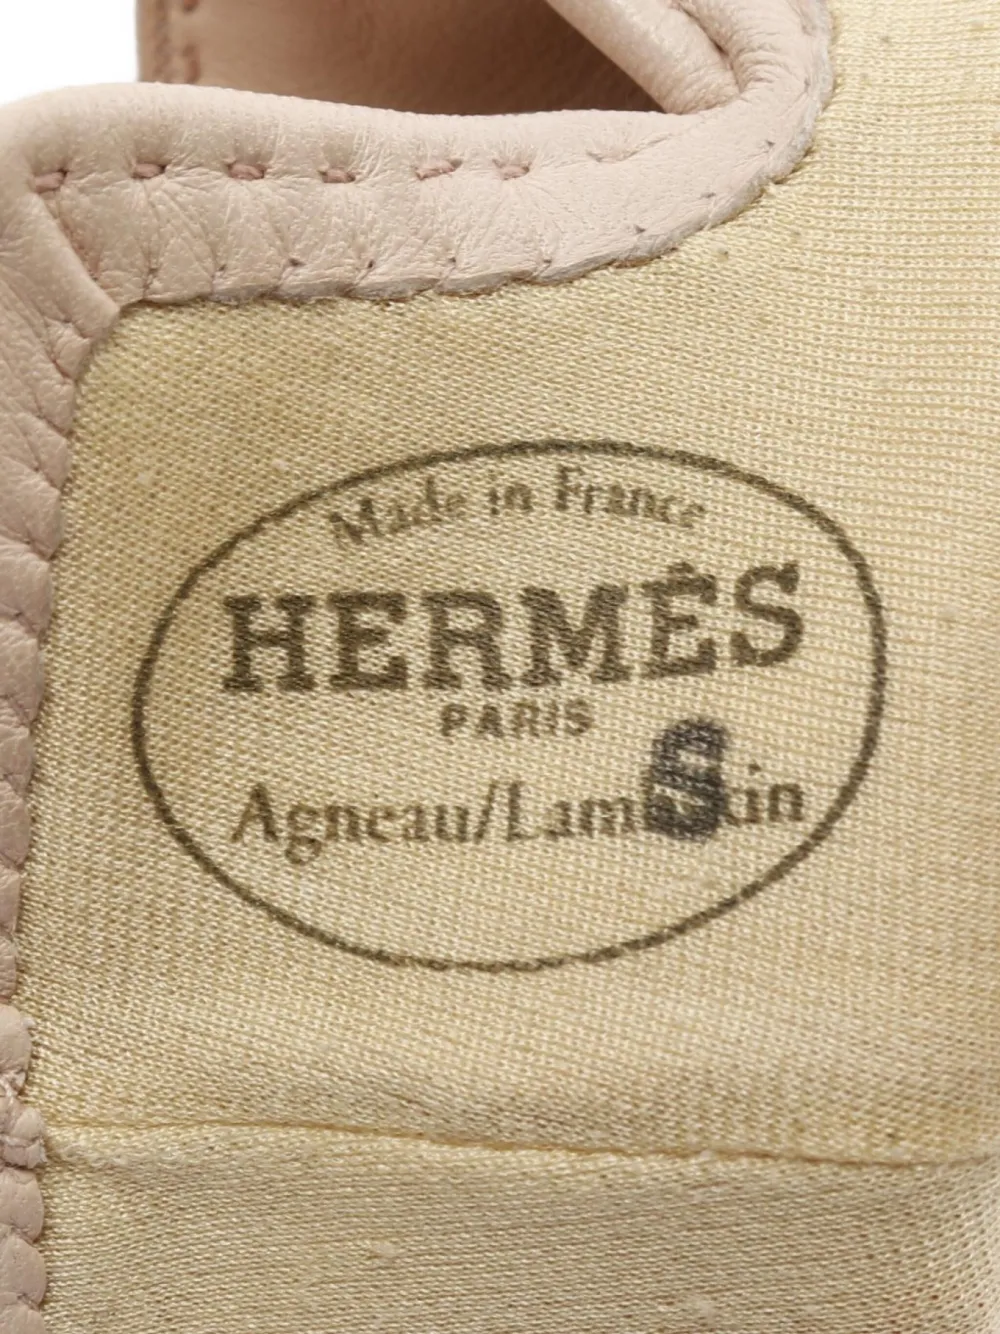 Made in France
HERMÈS
PARIS
Agneau/Lambskin
S